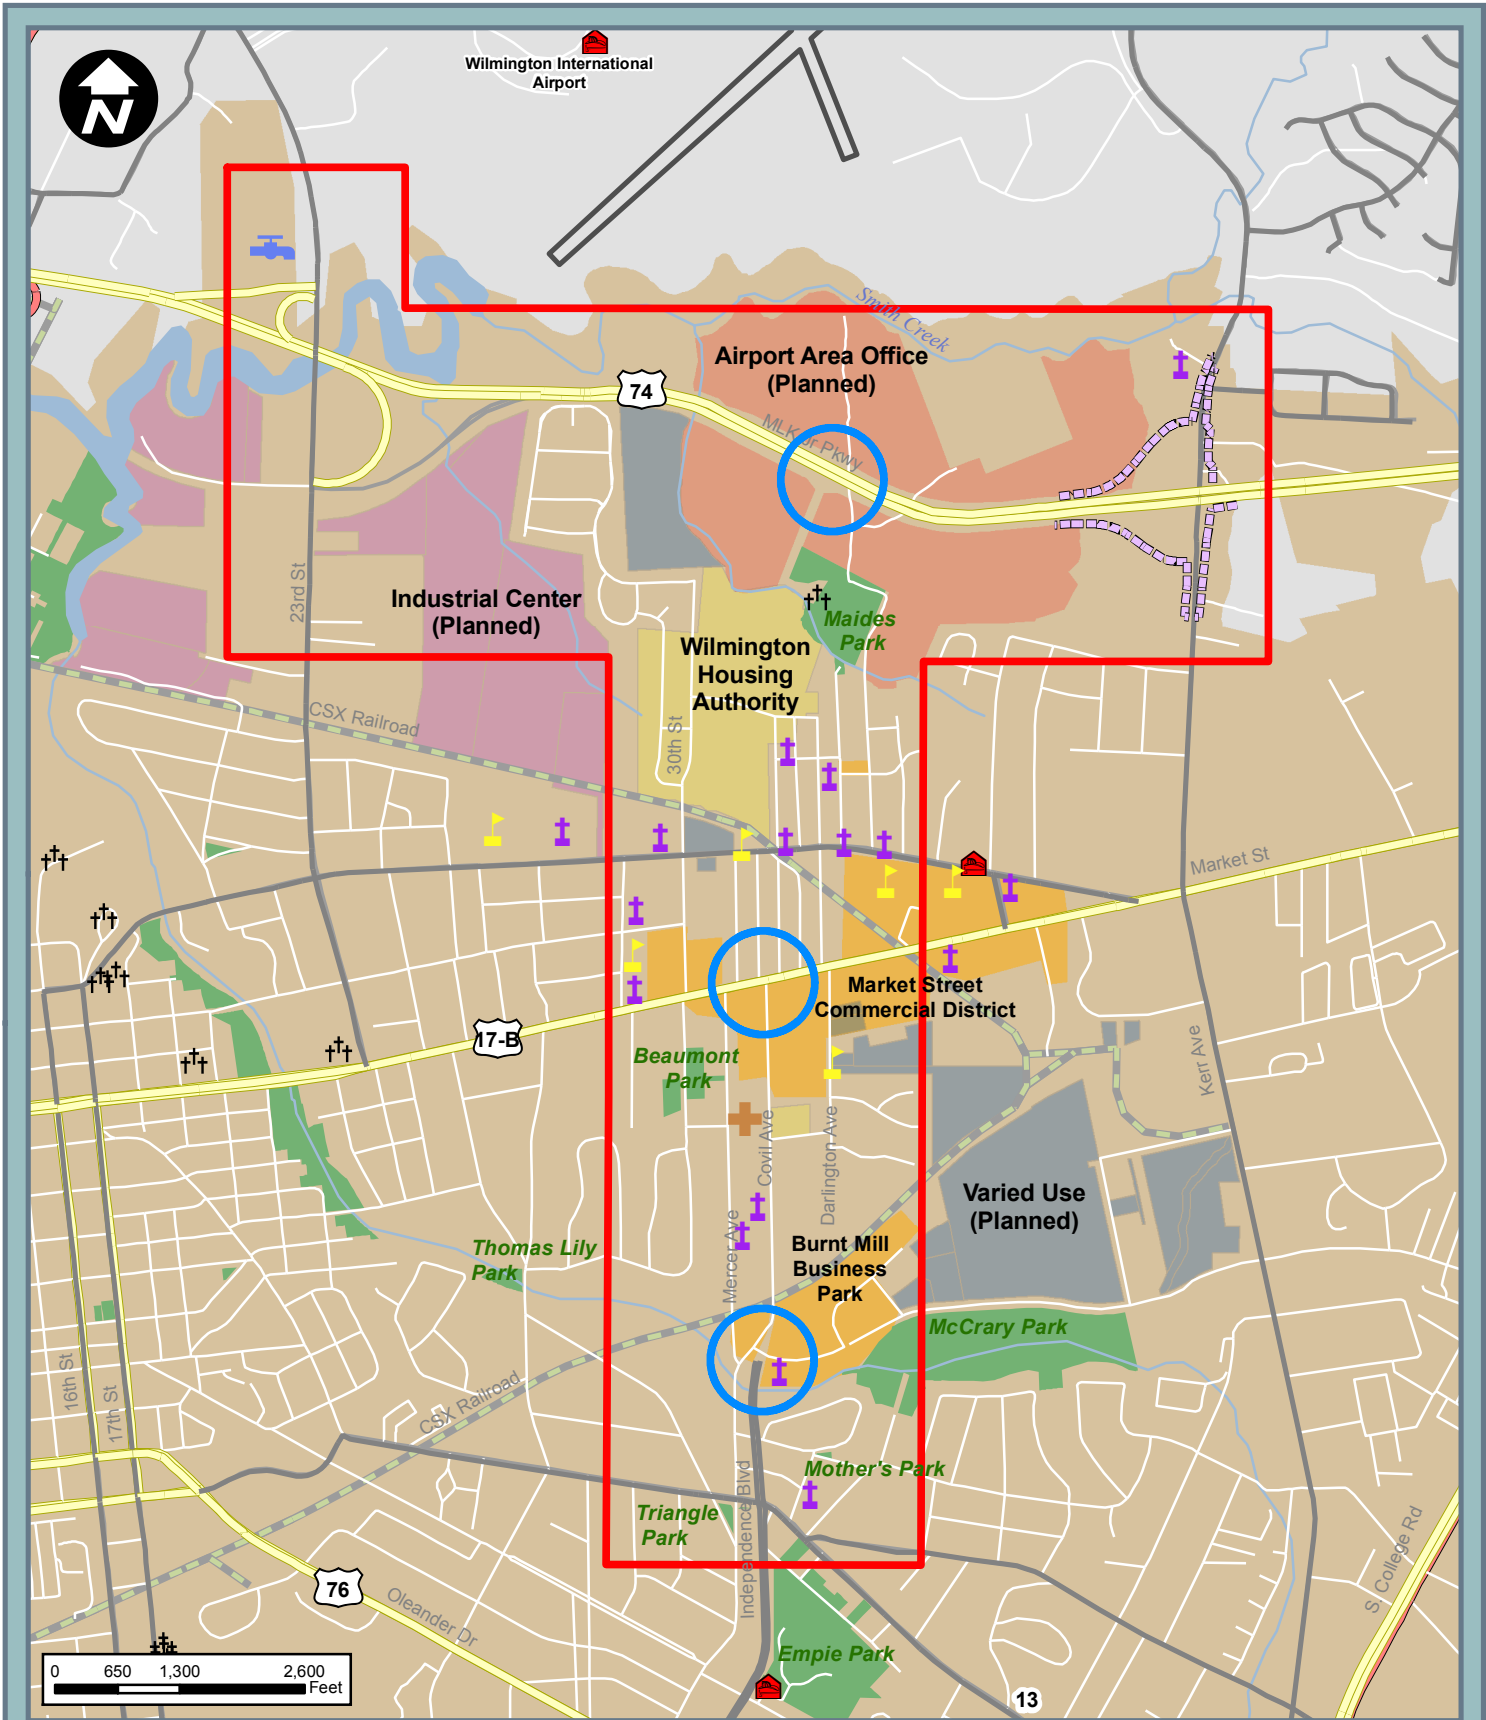 Wilmington International
Airport
N
Smith Creek
Airport Area Office
(Planned)
74
MLK Jr Pkwy
23rd St
Industrial Center
(Planned)
Maides
Park
Wilmington
Housing
Authority
CSX Railroad
30th St
Market St
Market Street
Commercial District
17-B
Beaumont
Park
Kerr Ave
Covil Ave
Darlington Ave
Varied Use
(Planned)
Mercer Ave
Thomas Lily
Park
Burnt Mill
Business
Park
McCrary Park
16th St
17th St
CSX Railroad
Mother's Park
Independence Blvd
Triangle
Park
S. College Rd
76
Oleander Dr
Empie Park
0 650 1,300 2,600
Feet
13